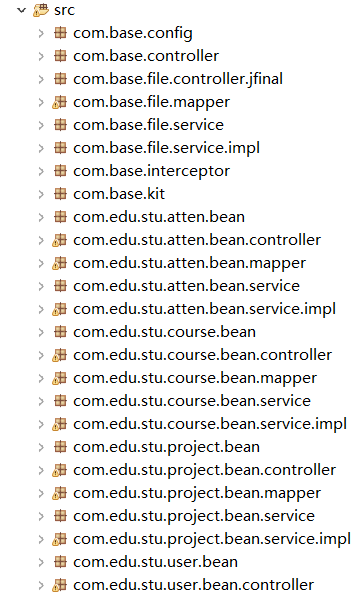 src
com.base.config
com.base.controller
com.base.file.controller.jfinal
com.base.file.mapper
com.base.file.service
com.base.file.service.impl
com.base.interceptor
com.base.kit
com.edu.stu.atten.bean
com.edu.stu.atten.bean.controller
com.edu.stu.atten.bean.mapper
com.edu.stu.atten.bean.service
com.edu.stu.atten.bean.service.impl
com.edu.stu.course.bean
com.edu.stu.course.bean.controller
com.edu.stu.course.bean.mapper
com.edu.stu.course.bean.service
com.edu.stu.course.bean.service.impl
com.edu.stu.project.bean
com.edu.stu.project.bean.controller
com.edu.stu.project.bean.mapper
com.edu.stu.project.bean.service
com.edu.stu.project.bean.service.impl
com.edu.stu.user.bean
com.edu.stu.user.bean.controller